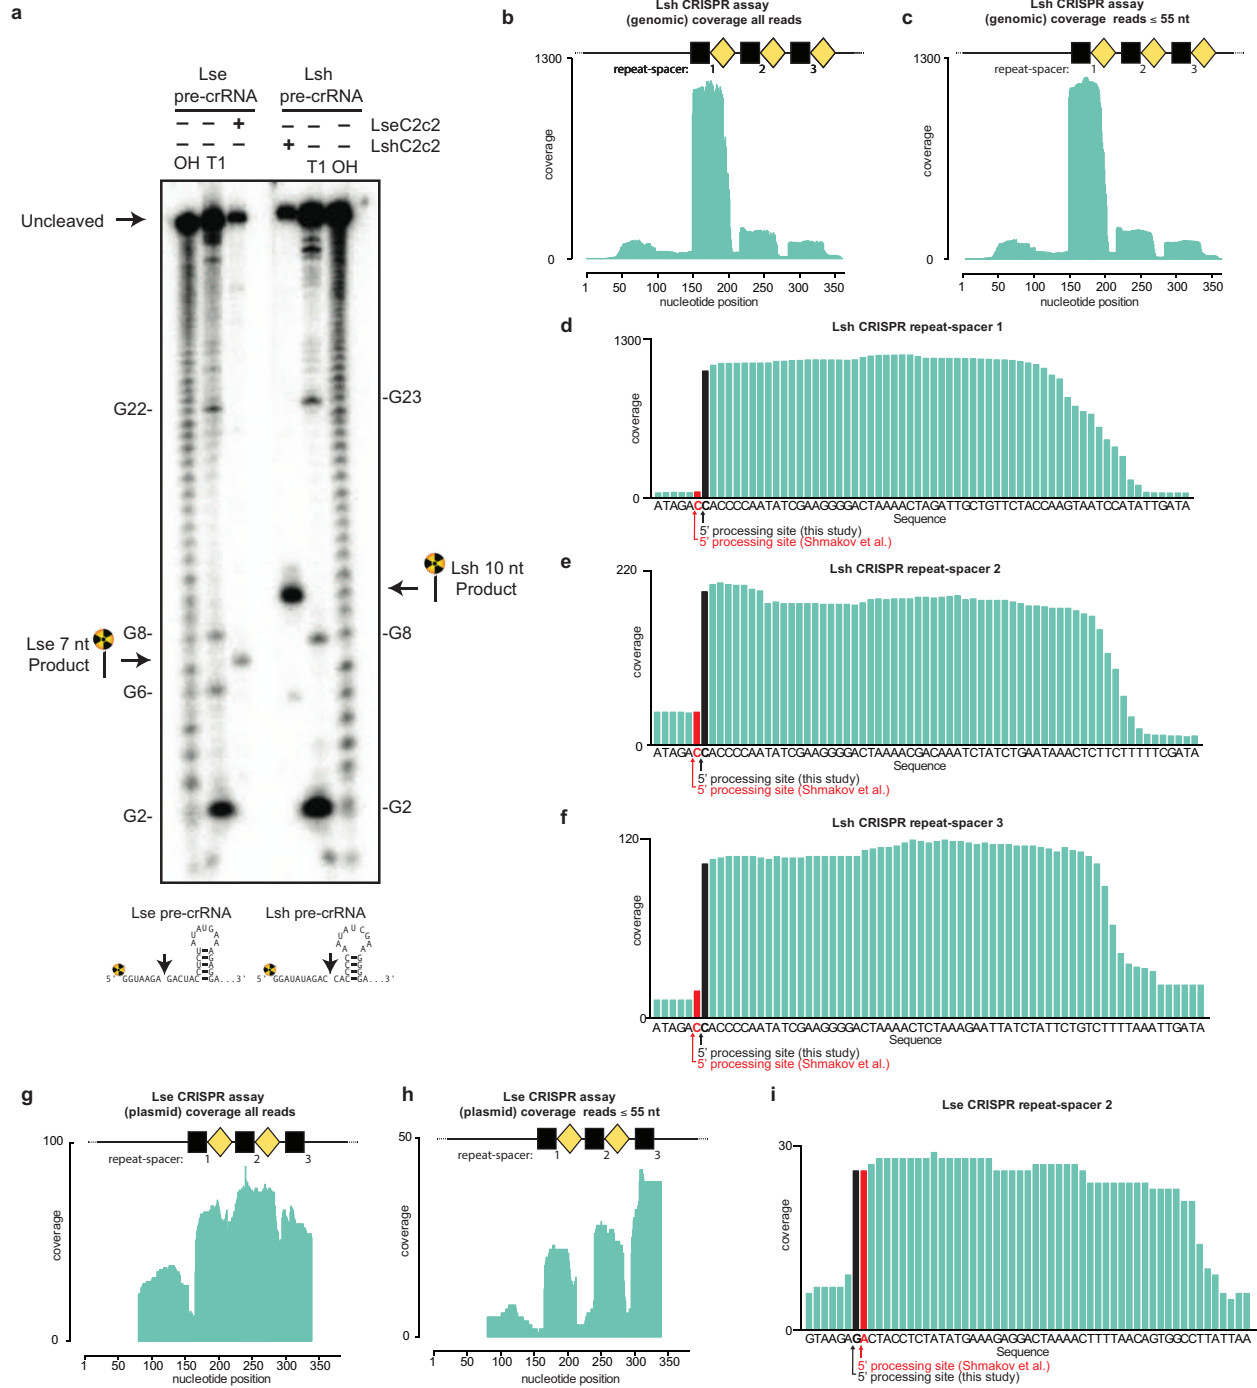 a
Lse
pre-crRNA
Lsh
pre-crRNA
– – + – – – LseC2c2
– – – + – – LshC2c2
OH T1 T1 OH
Uncleaved
G22-
-G23
Lsh 10 nt
Product
G8-
-G8
Lse 7 nt
Product
G6-
G2-
-G2
Lse pre-crRNA
Lsh pre-crRNA
5' GGUAAGA GACUAC
GA...3'
5' GGAUAUAGAC CAC
GA...3'
b
Lsh CRISPR assay
(genomic) coverage all reads
repeat-spacer: 1 2 3
1300
coverage
0
1 50 100 150 200 250 300 350
nucleotide position
c
Lsh CRISPR assay
(genomic) coverage reads ≤ 55 nt
repeat-spacer: 1 2 3
1300
coverage
0
1 50 100 150 200 250 300 350
nucleotide position
d
Lsh CRISPR repeat-spacer 1
1300
coverage
0
ATAGACCACCCCAATATCGAAGGGGACTAAAACTAGATTGCTGTTCTACCAAGTAATCCATATTGATA
Sequence
5' processing site (this study)
5' processing site (Shmakov et al.)
e
Lsh CRISPR repeat-spacer 2
220
coverage
0
ATAGACCACCCCAATATCGAAGGGGACTAAAACGACAAATCTATCTGAATAAACTCTTCTTTTTTCGATA
Sequence
5' processing site (this study)
5' processing site (Shmakov et al.)
f
Lsh CRISPR repeat-spacer 3
120
coverage
0
ATAGACCACCCCAATATCGAAGGGGACTAAAACTCTAAAGAATTATCTATTCTGTCTTTTAAATTGATA
Sequence
5' processing site (this study)
5' processing site (Shmakov et al.)
g
Lse CRISPR assay
(plasmid) coverage all reads
100
repeat-spacer: 1 2 3
coverage
0
1 50 100 150 200 250 300 350
nucleotide position
h
Lse CRISPR assay
(plasmid) coverage reads ≤ 55 nt
50
repeat-spacer: 1 2 3
coverage
0
1 50 100 150 200 250 300 350
nucleotide position
i
Lse CRISPR repeat-spacer 2
30
coverage
0
GTAAGAGACTACCTCTATATGAAAGAGGACTAAAACTTTTAACAGTGGCCTTATTAA
Sequence
5' processing site (Shmakov et al.)
5' processing site (this study)